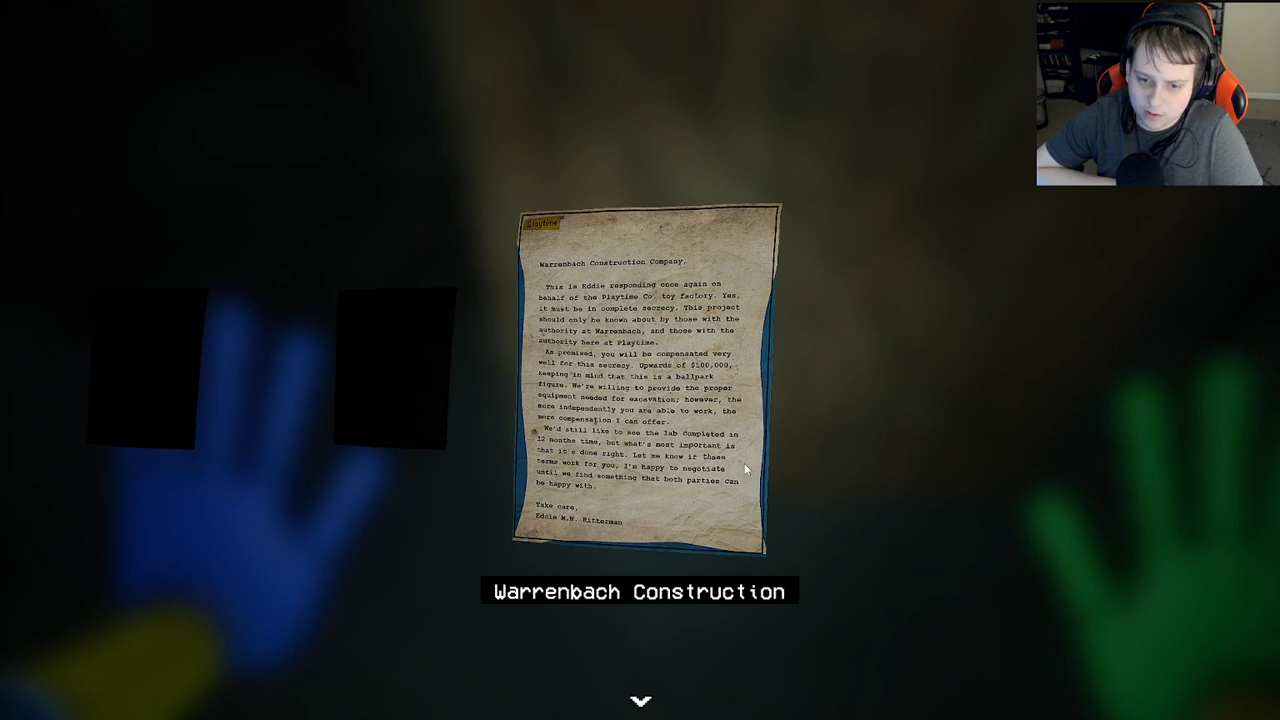 Playtime
Warrenbach Construction Company,
This is Eddie responding once again on
behalf of the Playtime Co. toy factory. Yes,
it must be in complete secrecy. This project
should only be known about by those with the
authority at Warrenbach, and those with the
authority here at Playtime.
As promised, you will be compensated very
well for this secrecy. Upwards of $100,000,
keeping in mind that this is a ballpark
figure. We're willing to provide the proper
equipment needed for excavation; however, the
more independently you are able to work, the
more compensation I can offer.
We'd still like to see the lab completed in
12 months time, but what's most important is
that it's done right. Let me know if these
terms work for you, I'm happy to negotiate
until we find something that both parties can
be happy with.
Take care,
Eddie M.N. Ritterman
Warrenbach Construction